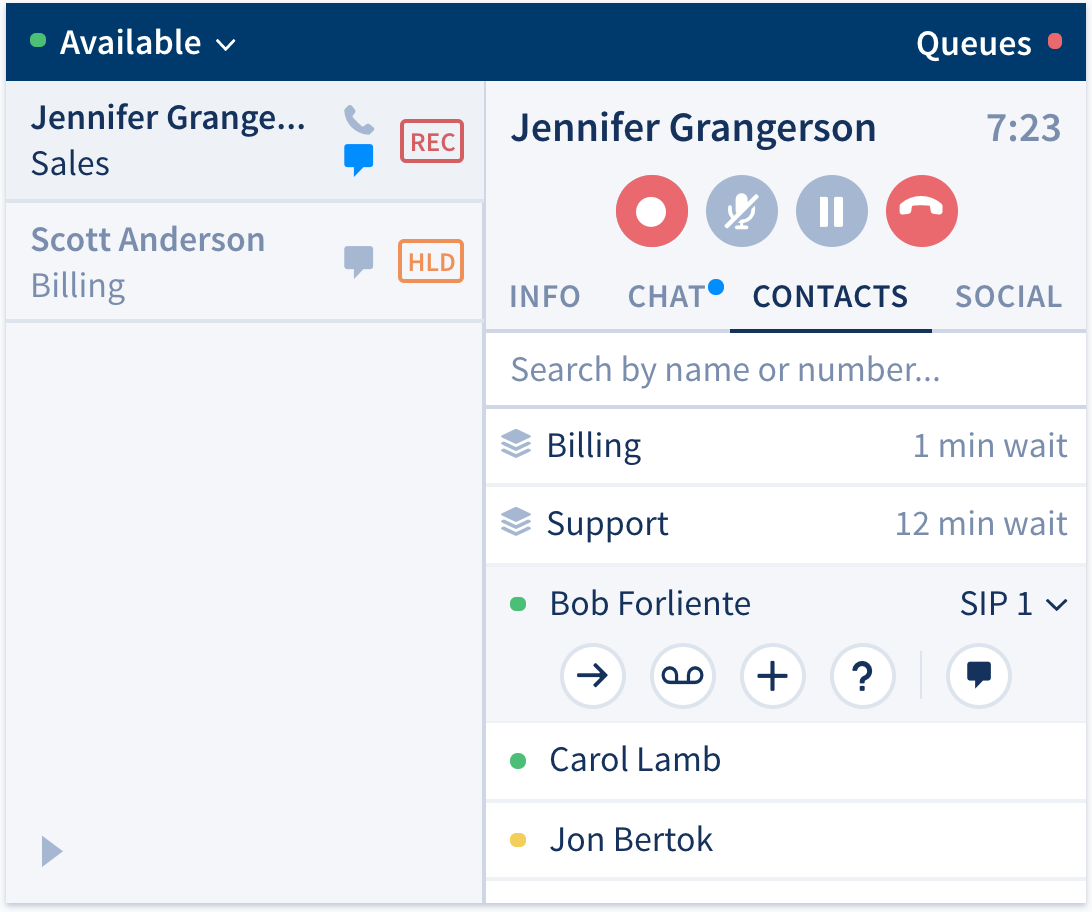 Available
Queues
Jennifer Grange...
Sales
REC
Scott Anderson
Billing
HLD
Jennifer Grangerson 7:23
INFO CHAT CONTACTS SOCIAL
Search by name or number...
Billing 1 min wait
Support 12 min wait
Bob Forliente SIP 1
?
Carol Lamb
Jon Bertok